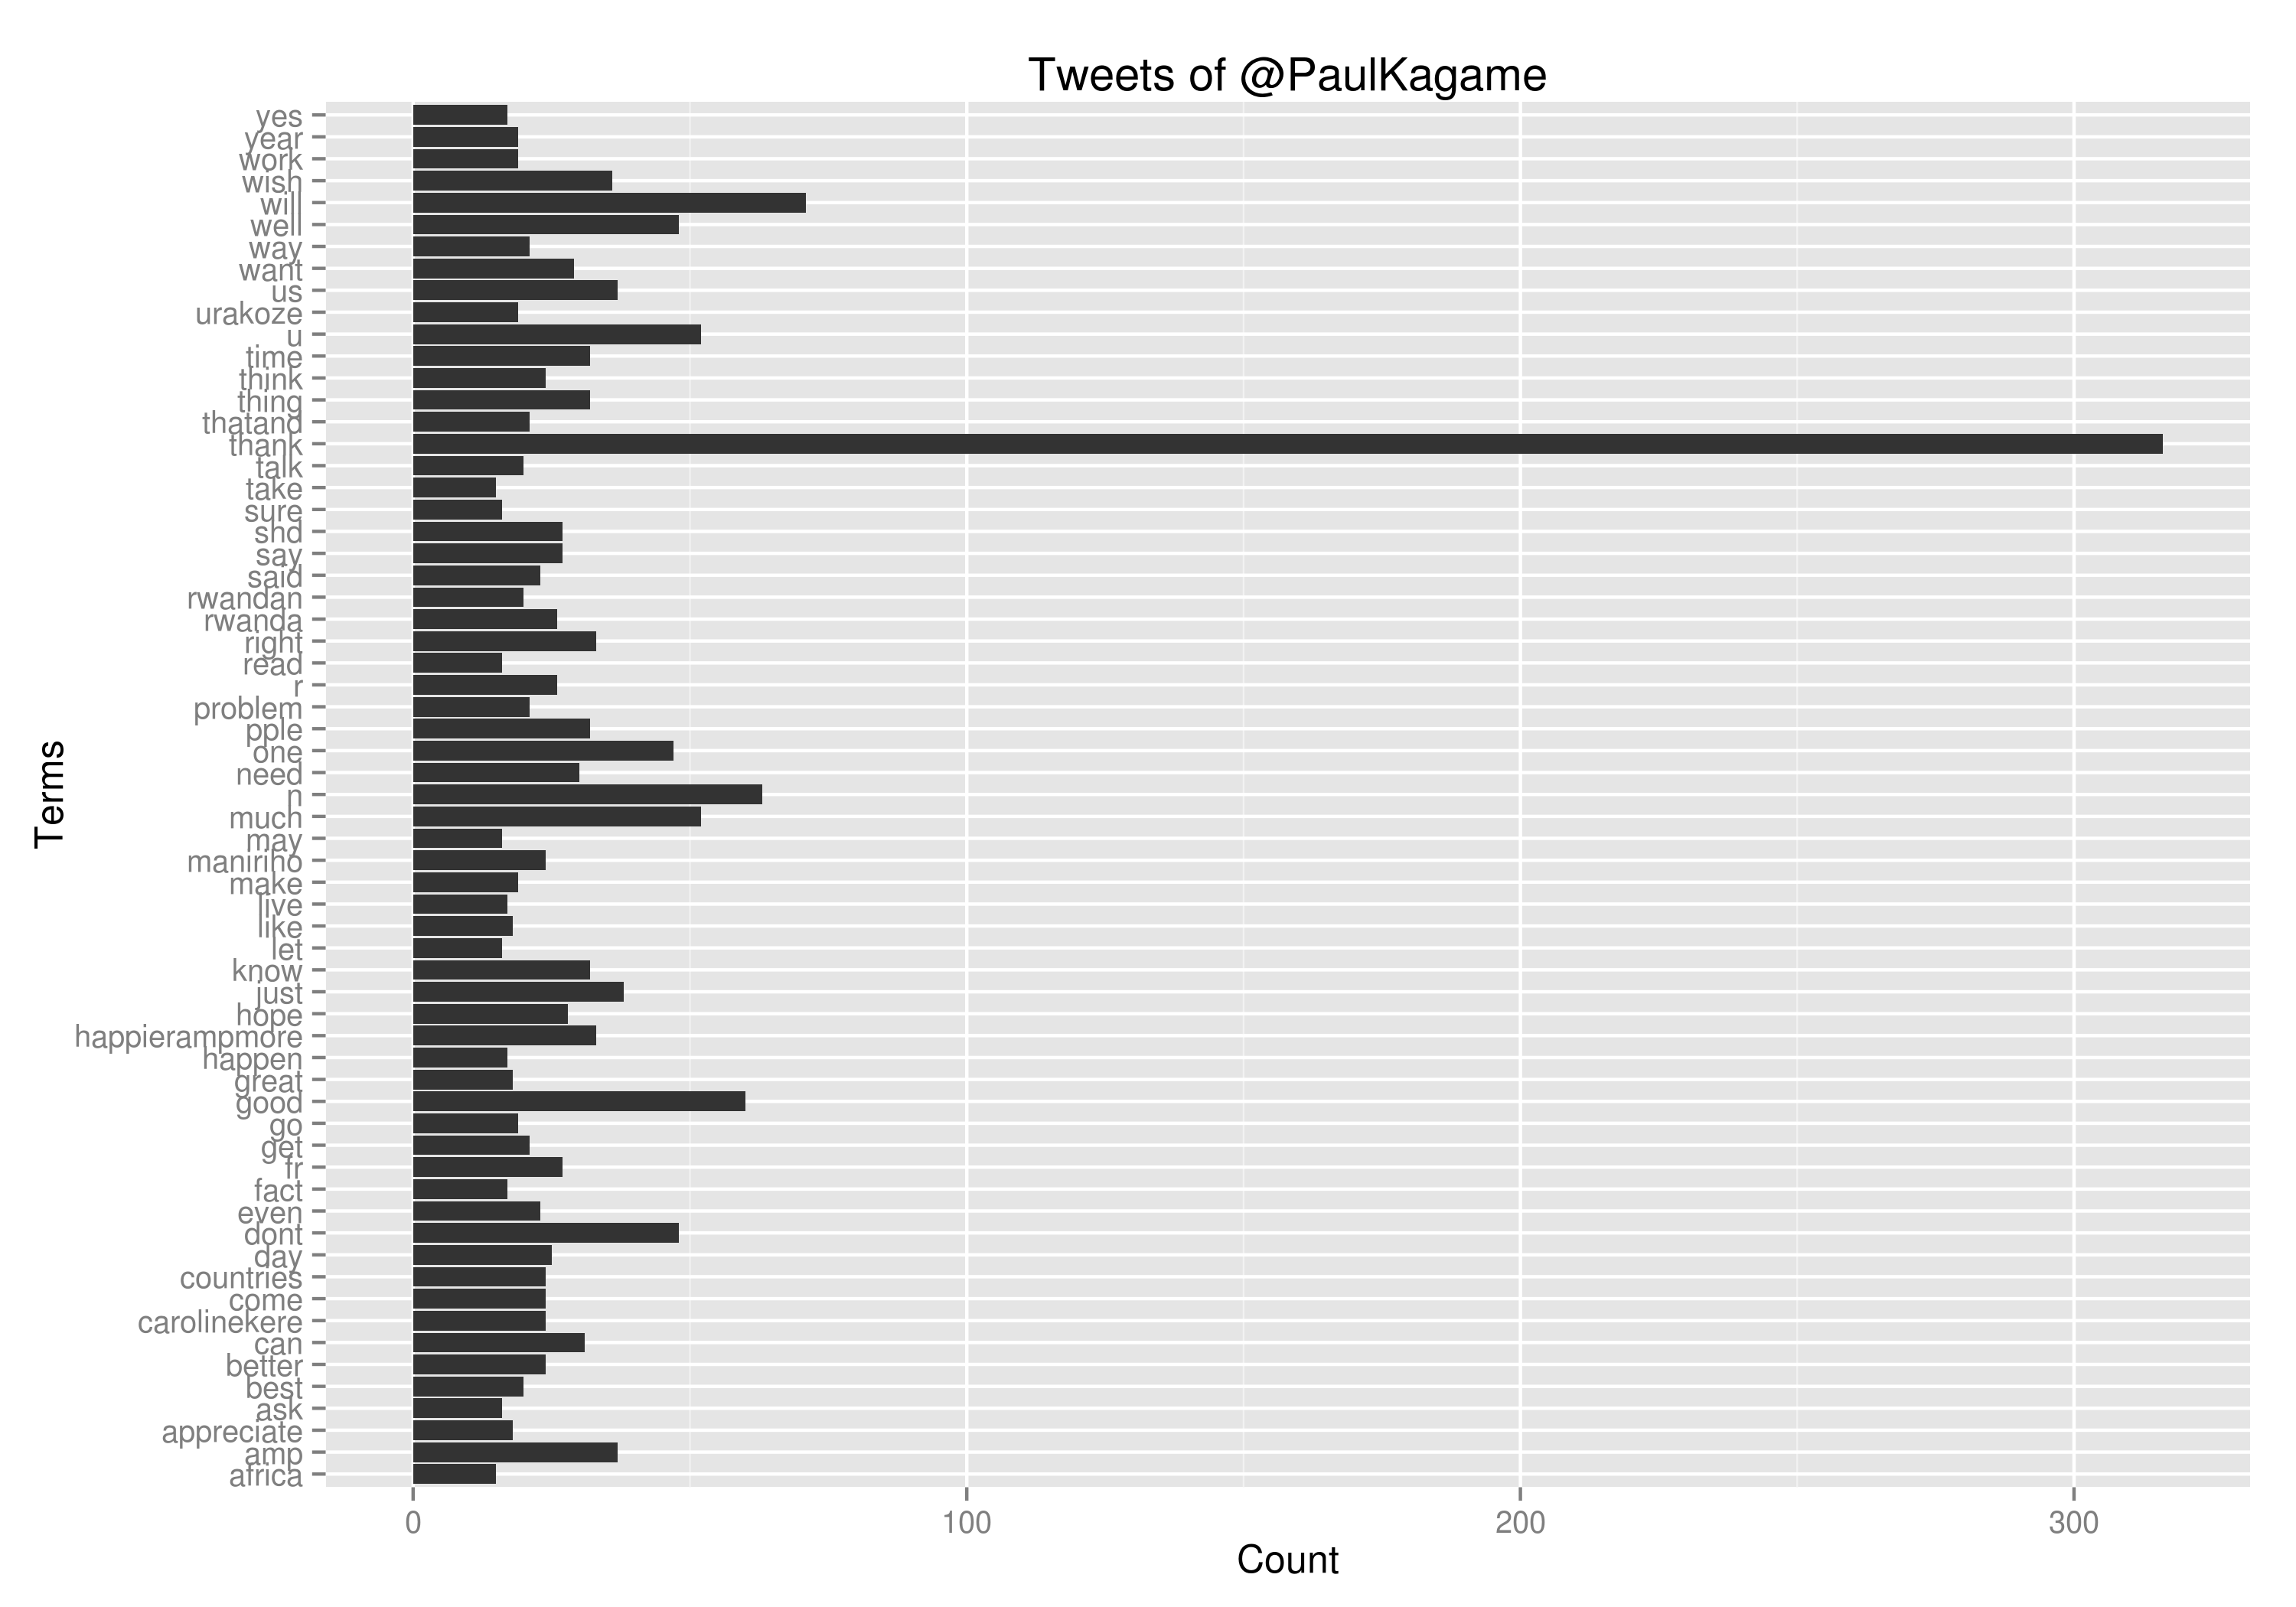 Tweets of @PaulKagame
yes
year
work
wish
will
well
way
want
us
urakoze
u
time
think
thing
thatand
thank
talk
take
sure
shd
say
said
rwandan
rwanda
right
read
r
problem
pple
one
need
n
much
may
maniriho
make
live
like
let
know
just
hope
happierampmore
happen
great
good
go
get
fr
fact
even
dont
day
countries
come
carolinekere
can
better
best
ask
appreciate
amp
africa
Terms
0 100 200 300
Count